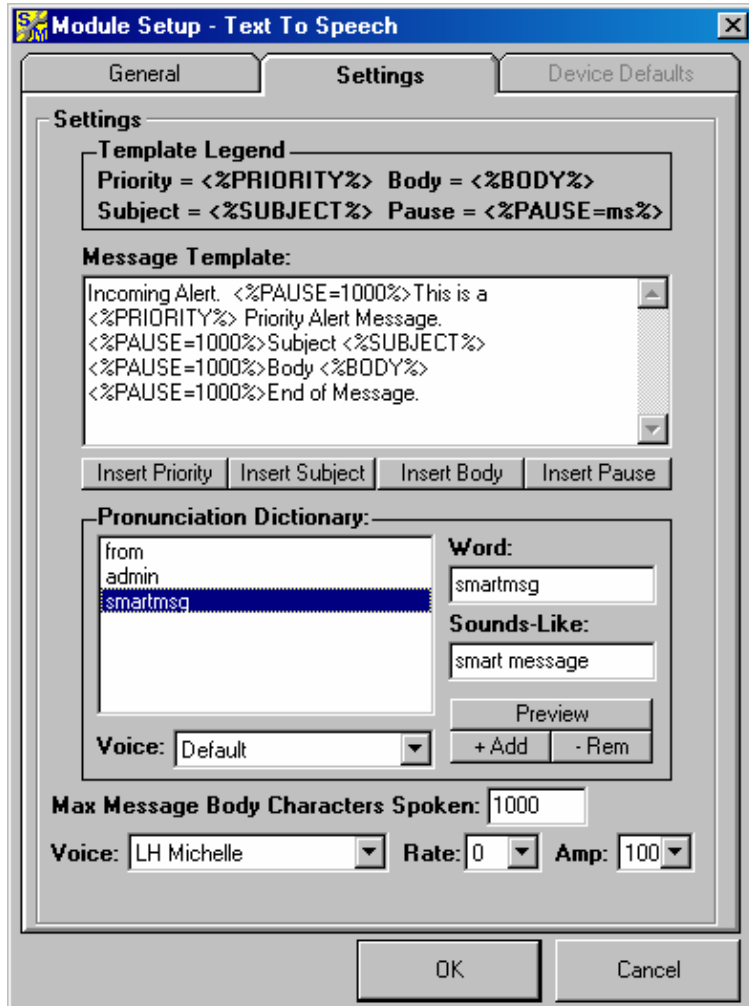 Module Setup - Text To Speech
General Settings Device Defaults
Settings
Template Legend
Priority = <%PRIORITY%> Body = <%BODY%>
Subject = <%SUBJECT%> Pause = <%PAUSE=ms%>
Message Template:
Incoming Alert.  <%PAUSE=1000%>This is a
<%PRIORITY%> Priority Alert Message.
<%PAUSE=1000%>Subject <%SUBJECT%>
<%PAUSE=1000%>Body <%BODY%>
<%PAUSE=1000%>End of Message.
Insert Priority Insert Subject Insert Body Insert Pause
Pronunciation Dictionary:
from
admin
smartmsg
Word:
smartmsg
Sounds-Like:
smart message
Preview
+ Add - Rem
Voice: Default
Max Message Body Characters Spoken: 1000
Voice: LH Michelle Rate: 0 Amp: 100
OK Cancel